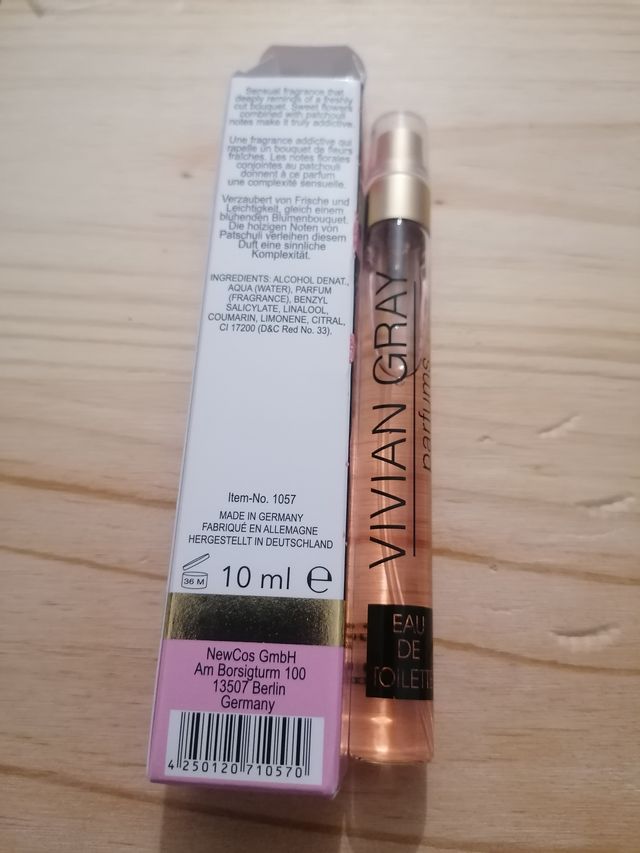 Sensual fragrance that
deeply reminds of a freshly
cut bouquet. Sweet flowers
combined with patchouli
notes make it truly addictive.
Une fragrance addictive qui
rapelle un bouquet de fleurs
fraîches. Les notes florales
conjointes au patchouli
donnent à ce parfum
une complexité sensuelle.
Verzaubert von Frische und
Leichtigkeit, gleich einem
blühenden Blumenbouquet.
Die holzigen Noten von
Patschuli verleihen diesem
Duft eine sinnliche
Komplexität.
INGREDIENTS: ALCOHOL DENAT.,
AQUA (WATER), PARFUM
(FRAGRANCE), BENZYL
SALICYLATE, LINALOOL,
COUMARIN, LIMONENE, CITRAL,
CI 17200 (D&C Red No. 33).
Item-No. 1057
MADE IN GERMANY
FABRIQUÉ EN ALLEMAGNE
HERGESTELLT IN DEUTSCHLAND
36 M
10 ml e
NewCos GmbH
Am Borsigturm 100
13507 Berlin
Germany
4 250120 710570
VIVIAN GRAY
parfums
EAU
DE
TOILETTE